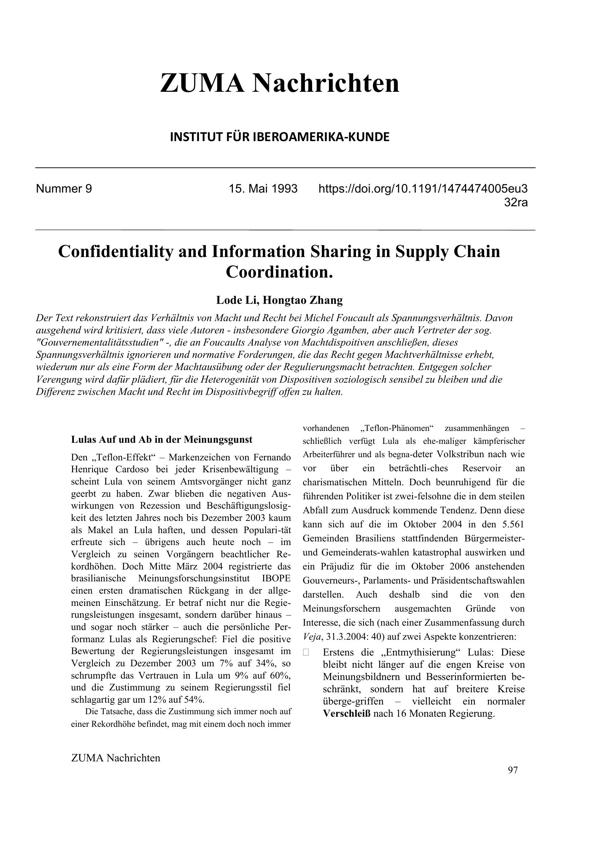 ZUMA Nachrichten
INSTITUT FÜR IBEROAMERIKA-KUNDE
Nummer 9 15. Mai 1993 https://doi.org/10.1191/1474474005eu3
32ra
Confidentiality and Information Sharing in Supply Chain
Coordination.
Lode Li, Hongtao Zhang
Der Text rekonstruiert das Verhältnis von Macht und Recht bei Michel Foucault als Spannungsverhältnis. Davon
ausgehend wird kritisiert, dass viele Autoren - insbesondere Giorgio Agamben, aber auch Vertreter der sog.
"Gouvernementalitätsstudien" -, die an Foucaults Analyse von Machtdispoitiven anschließen, dieses
Spannungsverhältnis ignorieren und normative Forderungen, die das Recht gegen Machtverhältnisse erhebt,
wiederum nur als eine Form der Machtausübung oder der Regulierungsmacht betrachten. Entgegen solcher
Verengung wird dafür plädiert, für die Heterogenität von Dispositiven soziologisch sensibel zu bleiben und die
Differenz zwischen Macht und Recht im Dispositivbegriff offen zu halten.
Lulas Auf und Ab in der Meinungsgunst
Den „Teflon-Effekt“ – Markenzeichen von Fernando
Henrique Cardoso bei jeder Krisenbewältigung –
scheint Lula von seinem Amtsvorgänger nicht ganz
geerbt zu haben. Zwar blieben die negativen Aus-
wirkungen von Rezession und Beschäftigungslosig-
keit des letzten Jahres noch bis Dezember 2003 kaum
als Makel an Lula haften, und dessen Populari-tät
erfreute sich – übrigens auch heute noch – im
Vergleich zu seinen Vorgängern beachtlicher Re-
kordhöhen. Doch Mitte März 2004 registrierte das
brasilianische Meinungsforschungsinstitut IBOPE
einen ersten dramatischen Rückgang in der allge-
meinen Einschätzung. Er betraf nicht nur die Regie-
rungsleistungen insgesamt, sondern darüber hinaus –
und sogar noch stärker – auch die persönliche Per-
formanz Lulas als Regierungschef: Fiel die positive
Bewertung der Regierungsleistungen insgesamt im
Vergleich zu Dezember 2003 um 7% auf 34%, so
schrumpfte das Vertrauen in Lula um 9% auf 60%,
und die Zustimmung zu seinem Regierungsstil fiel
schlagartig gar um 12% auf 54%.
Die Tatsache, dass die Zustimmung sich immer noch auf
einer Rekordhöhe befindet, mag mit einem doch noch immer
vorhandenen „Teflon-Phänomen“ zusammenhängen –
schließlich verfügt Lula als ehe-maliger kämpferischer
Arbeiterführer und als begna-deter Volkstribun nach wie
vor über ein beträchtli-ches Reservoir an
charismatischen Mitteln. Doch beunruhigend für die
führenden Politiker ist zwei-felsohne die in dem steilen
Abfall zum Ausdruck kommende Tendenz. Denn diese
kann sich auf die im Oktober 2004 in den 5.561
Gemeinden Brasiliens stattfindenden Bürgermeister-
und Gemeinderats-wahlen katastrophal auswirken und
ein Präjudiz für die im Oktober 2006 anstehenden
Gouverneurs-, Parlaments- und Präsidentschaftswahlen
darstellen. Auch deshalb sind die von den
Meinungsforschern ausgemachten Gründe von
Interesse, die sich (nach einer Zusammenfassung durch
Veja, 31.3.2004: 40) auf zwei Aspekte konzentrieren:
Erstens die „Entmythisierung“ Lulas: Diese
bleibt nicht länger auf die engen Kreise von
Meinungsbildnern und Besserinformierten be-
schränkt, sondern hat auf breitere Kreise
überge-griffen – vielleicht ein normaler
Verschleiß nach 16 Monaten Regierung.
ZUMA Nachrichten
97